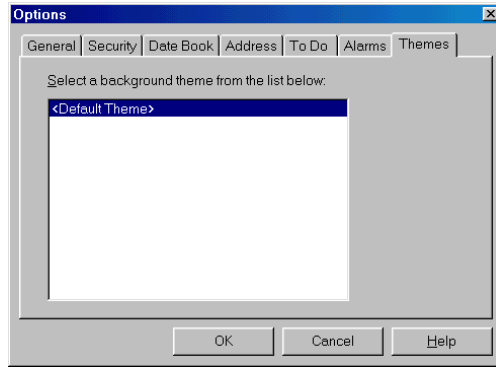 Options
General Security Date Book Address To Do Alarms Themes
Select a background theme from the list below:
<Default Theme>
OK Cancel Help